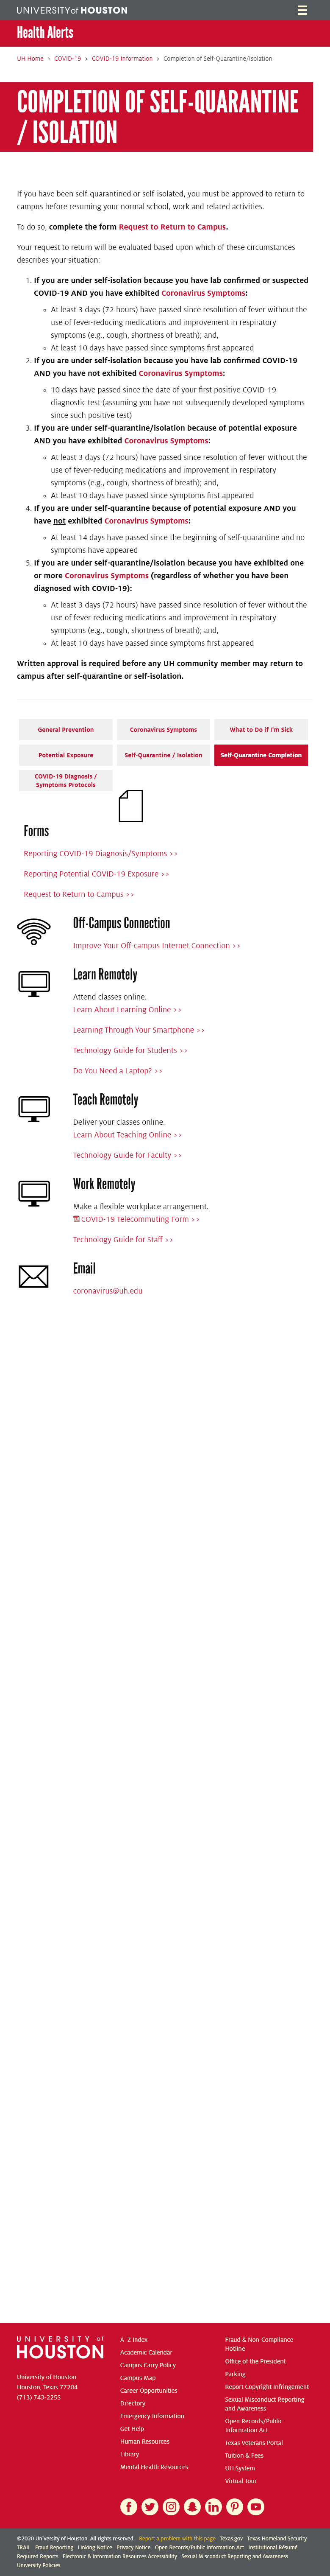 UNIVERSITY of HOUSTON
Health Alerts
UH Home > COVID-19 > COVID-19 Information > Completion of Self-Quarantine/Isolation
COMPLETION OF SELF-QUARANTINE
/ ISOLATION
If you have been self-quarantined or self-isolated, you must be approved to return to
campus before resuming your normal school, work and related activities.
To do so, complete the form Request to Return to Campus.
Your request to return will be evaluated based upon which of these circumstances
describes your situation:
1. If you are under self-isolation because you have lab confirmed or suspected
COVID-19 AND you have exhibited Coronavirus Symptoms:
At least 3 days (72 hours) have passed since resolution of fever without the
use of fever-reducing medications and improvement in respiratory
symptoms (e.g., cough, shortness of breath); and,
At least 10 days have passed since symptoms first appeared
2. If you are under self-isolation because you have lab confirmed COVID-19
AND you have not exhibited Coronavirus Symptoms:
10 days have passed since the date of your first positive COVID-19
diagnostic test (assuming you have not subsequently developed symptoms
since such positive test)
3. If you are under self-quarantine/isolation because of potential exposure
AND you have exhibited Coronavirus Symptoms:
At least 3 days (72 hours) have passed since resolution of fever without the
use of fever-reducing medications and improvement in respiratory
symptoms (e.g., cough, shortness of breath); and,
At least 10 days have passed since symptoms first appeared
4. If you are under self-quarantine because of potential exposure AND you
have not exhibited Coronavirus Symptoms:
At least 14 days have passed since the beginning of self-quarantine and no
symptoms have appeared
5. If you are under self-quarantine/isolation because you have exhibited one
or more Coronavirus Symptoms (regardless of whether you have been
diagnosed with COVID-19):
At least 3 days (72 hours) have passed since resolution of fever without the
use of fever-reducing medications and improvement in respiratory
symptoms (e.g., cough, shortness of breath); and,
At least 10 days have passed since symptoms first appeared
Written approval is required before any UH community member may return to
campus after self-quarantine or self-isolation.
General Prevention
Coronavirus Symptoms
What to Do if I'm Sick
Potential Exposure
Self-Quarantine / Isolation
Self-Quarantine Completion
COVID-19 Diagnosis /
Symptoms Protocols
Forms
Reporting COVID-19 Diagnosis/Symptoms >>
Reporting Potential COVID-19 Exposure >>
Request to Return to Campus >>
Off-Campus Connection
Improve Your Off-campus Internet Connection >>
Learn Remotely
Attend classes online.
Learn About Learning Online >>
Learning Through Your Smartphone >>
Technology Guide for Students >>
Do You Need a Laptop? >>
Teach Remotely
Deliver your classes online.
Learn About Teaching Online >>
Technology Guide for Faculty >>
Work Remotely
Make a flexible workplace arrangement.
COVID-19 Telecommuting Form >>
Technology Guide for Staff >>
Email
coronavirus@uh.edu
UNIVERSITY of
HOUSTON
University of Houston
Houston, Texas 77204
(713) 743-2255
A-Z Index
Academic Calendar
Campus Carry Policy
Campus Map
Career Opportunities
Directory
Emergency Information
Get Help
Human Resources
Library
Mental Health Resources
Fraud & Non-Compliance
Hotline
Office of the President
Parking
Report Copyright Infringement
Sexual Misconduct Reporting
and Awareness
Open Records/Public
Information Act
Texas Veterans Portal
Tuition & Fees
UH System
Virtual Tour
©2020 University of Houston. All rights reserved. Report a problem with this page Texas.gov Texas Homeland Security
TRAIL Fraud Reporting Linking Notice Privacy Notice Open Records/Public Information Act Institutional Résumé
Required Reports Electronic & Information Resources Accessibility Sexual Misconduct Reporting and Awareness
University Policies